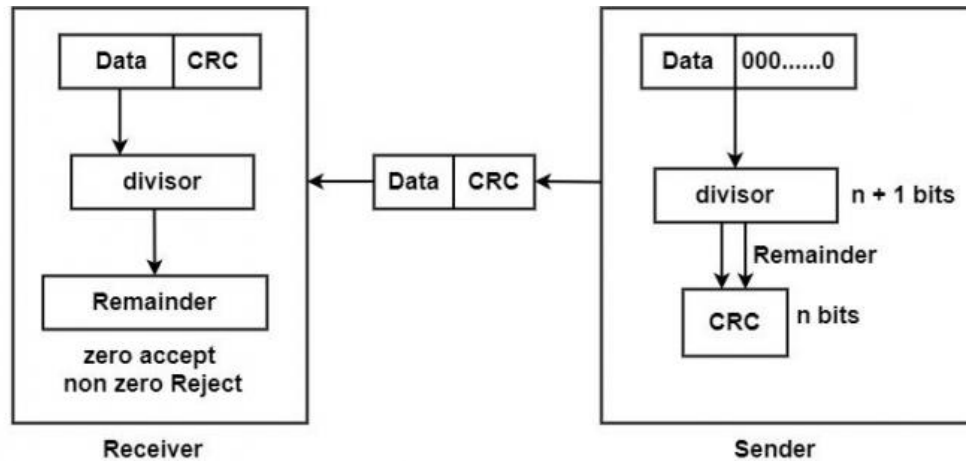 Data CRC
divisor
Remainder
zero accept
non zero Reject
Receiver
Data CRC
Data 000......0
divisor n + 1 bits
Remainder
CRC n bits
Sender